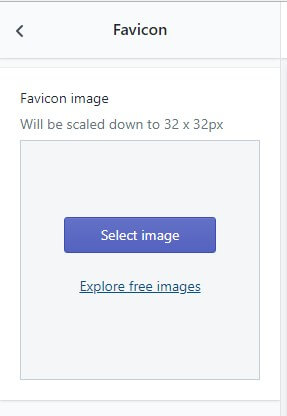 Favicon
Favicon image
Will be scaled down to 32 x 32px
Select image
Explore free images